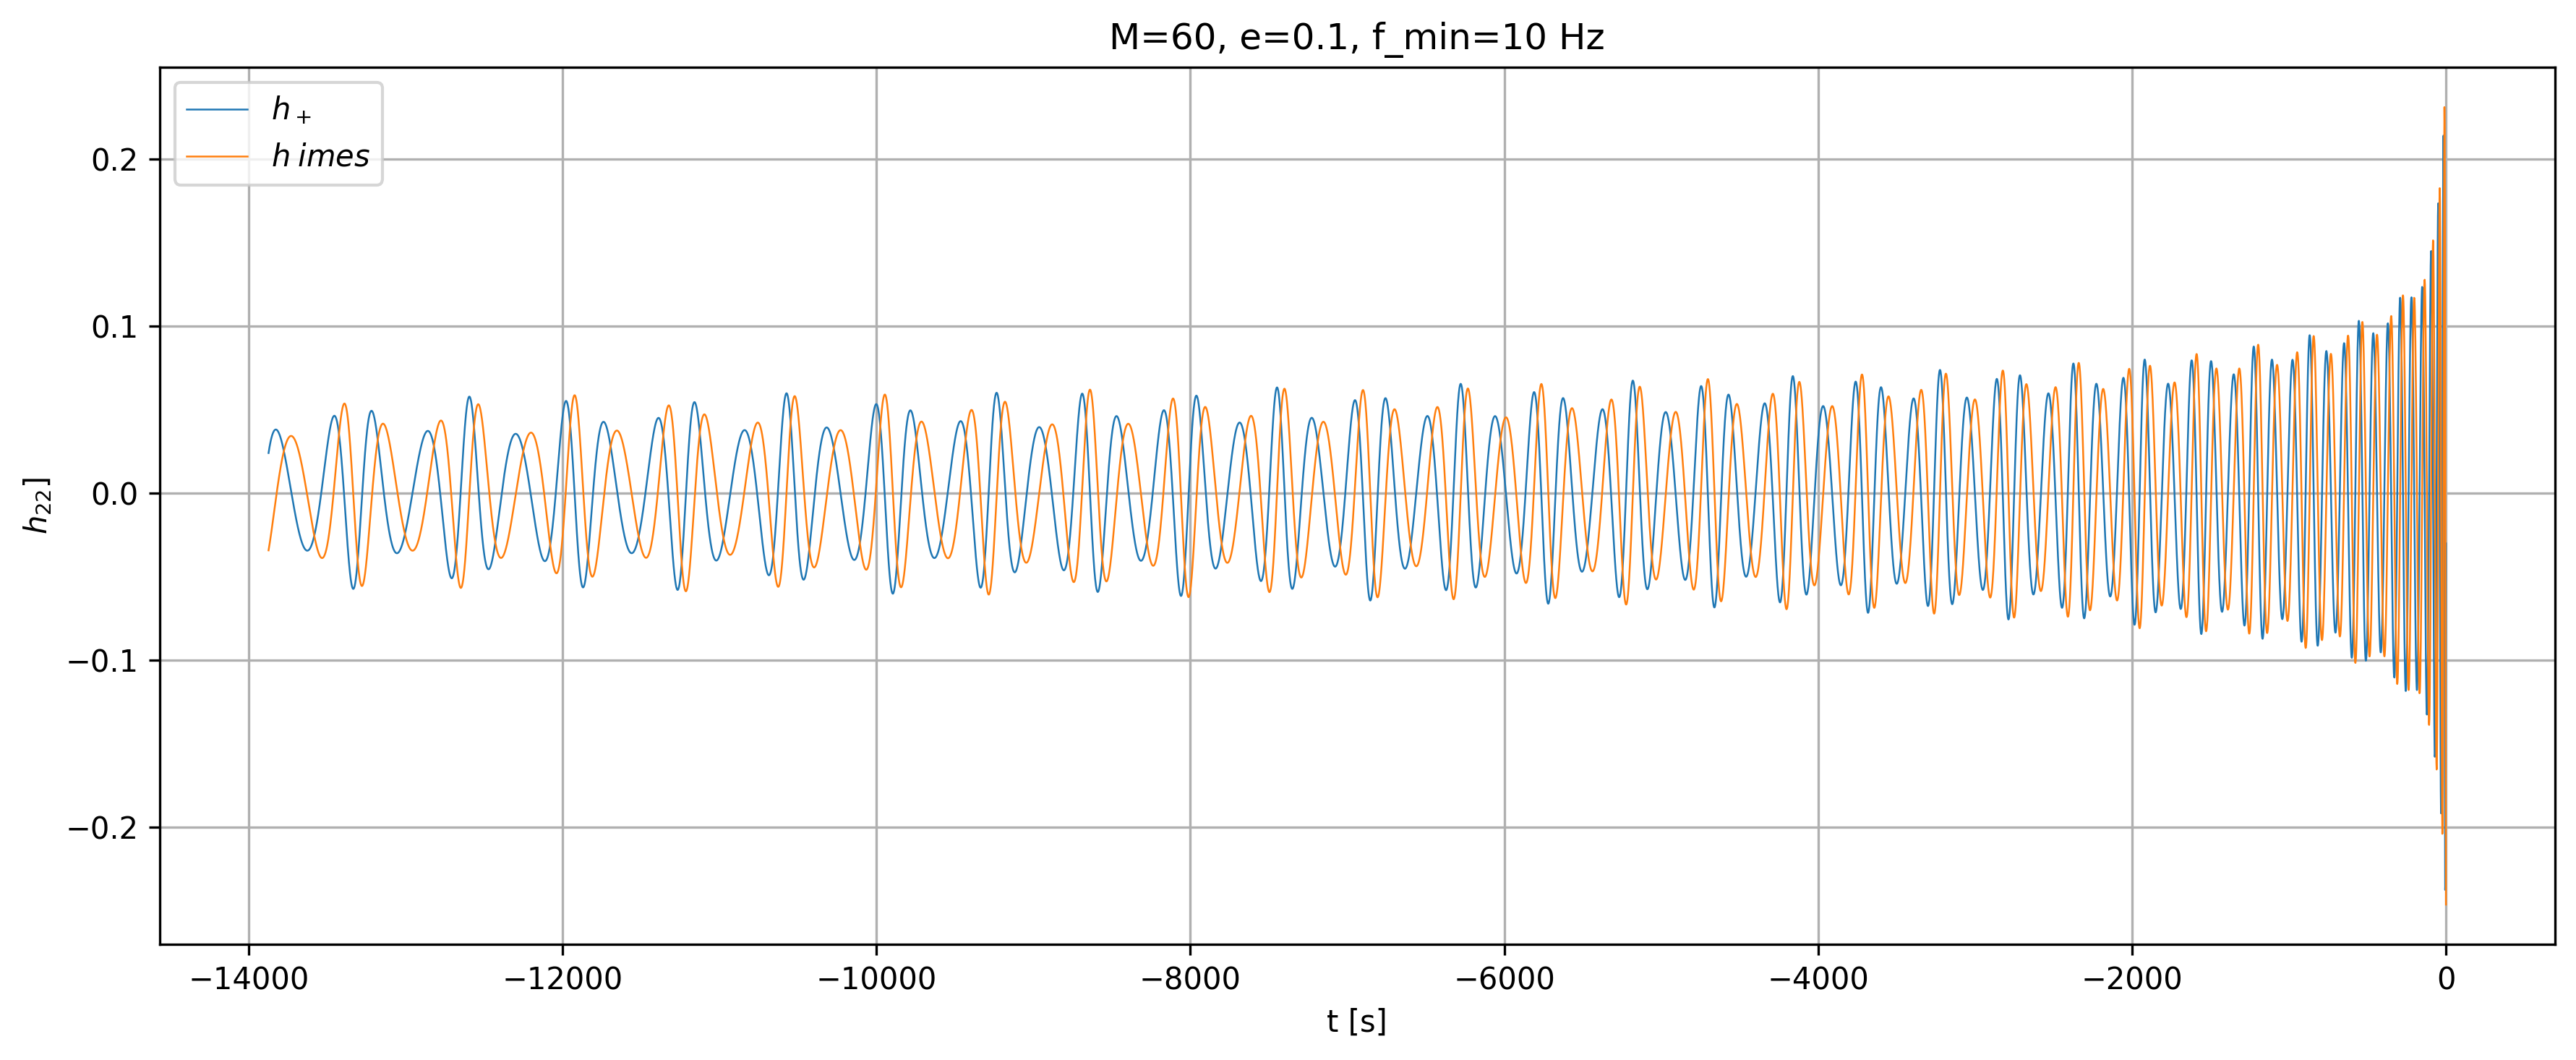 M=60, e=0.1, f_min=10 Hz
h+
h imes
0.2
0.1
0.0
−0.1
−0.2
h22]
−14000 −12000 −10000 −8000 −6000 −4000 −2000 0
t [s]